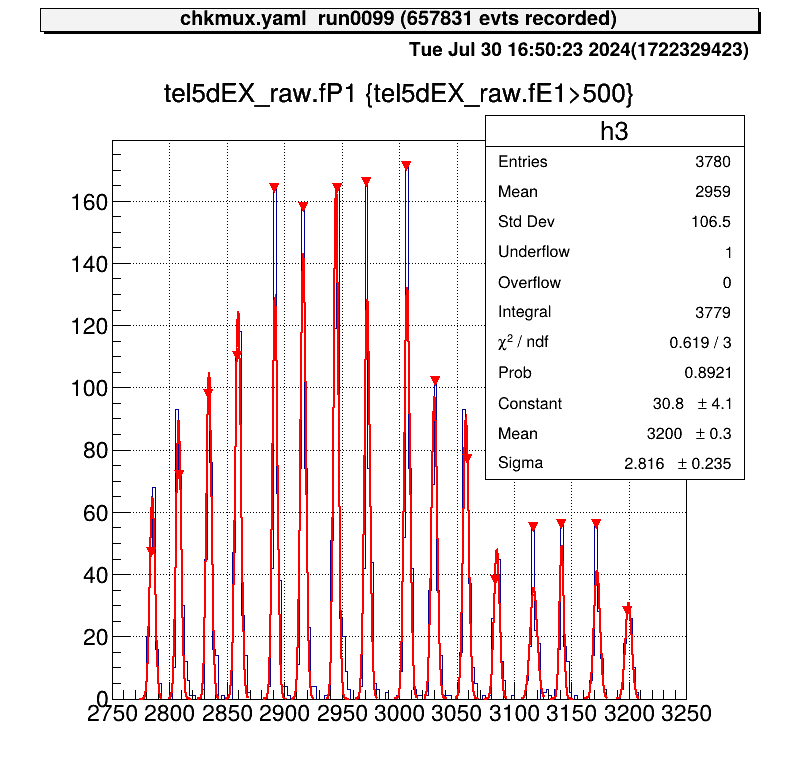 chkmux.yaml  run0099 (657831 evts recorded)
Tue Jul 30 16:50:23 2024(1722329423)
tel5dEX_raw.fP1 {tel5dEX_raw.fE1>500}
h3
Entries 3780
Mean 2959
Std Dev 106.5
Underflow 1
Overflow 0
Integral 3779
χ² / ndf 0.619 / 3
Prob 0.8921
Constant 30.8 ± 4.1
Mean 3200 ± 0.3
Sigma 2.816 ± 0.235
160
140
120
100
80
60
40
20
0
2750 2800 2850 2900 2950 3000 3050 3100 3150 3200 3250